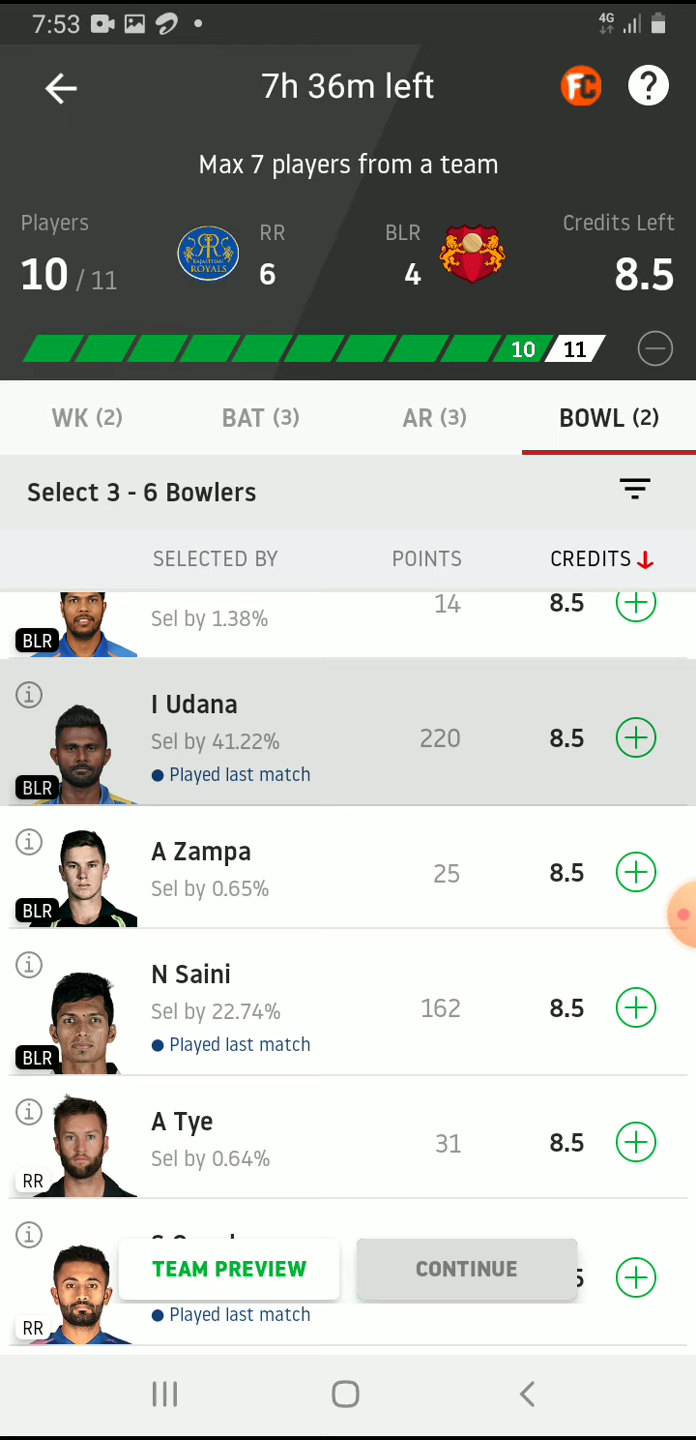 7:53
4G
7h 36m left
FC
?
Max 7 players from a team
Players
10 / 11
RAJASTHAN
ROYALS
RR
6
BLR
4
Credits Left
8.5
10
11
WK (2)
BAT (3)
AR (3)
BOWL (2)
Select 3 - 6 Bowlers
SELECTED BY
POINTS
CREDITS
BLR
Sel by 1.38%
14
8.5
I Udana
Sel by 41.22%
Played last match
BLR
220
8.5
A Zampa
Sel by 0.65%
BLR
25
8.5
N Saini
Sel by 22.74%
Played last match
BLR
162
8.5
A Tye
Sel by 0.64%
RR
31
8.5
TEAM PREVIEW
CONTINUE
5
Played last match
RR